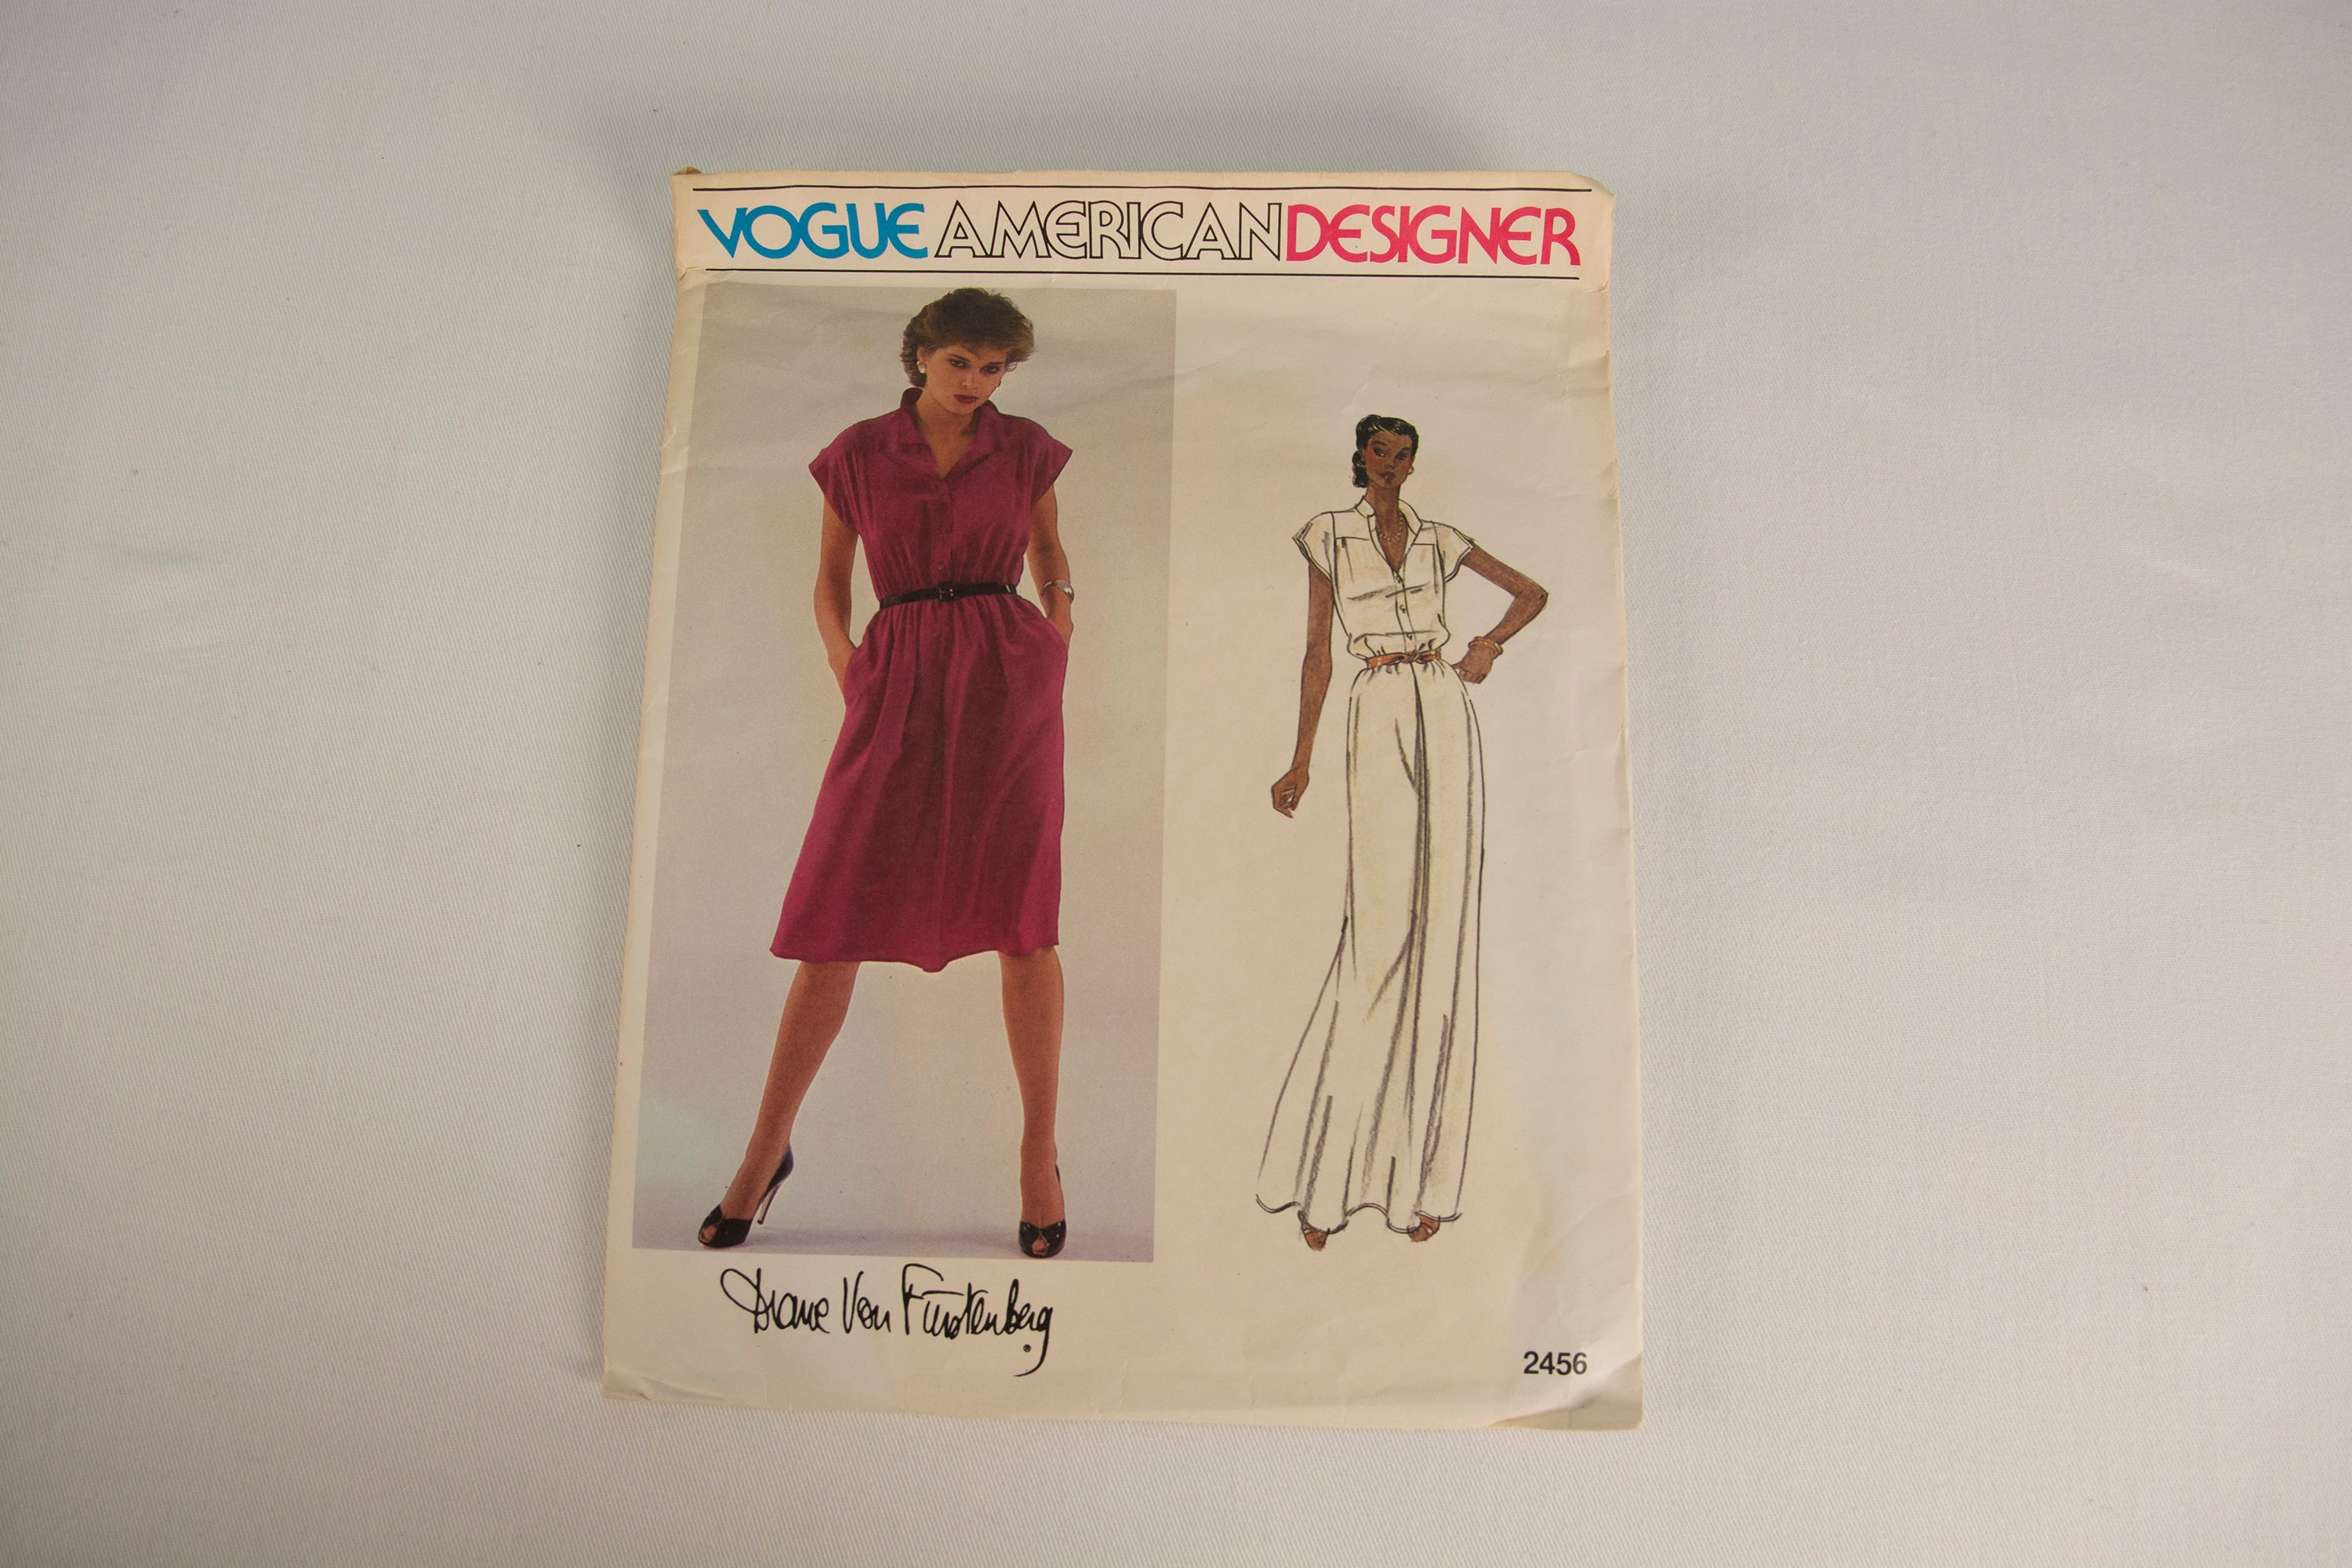 VOGUE AMERICAN DESIGNER
Diane Von Furstenberg
2456